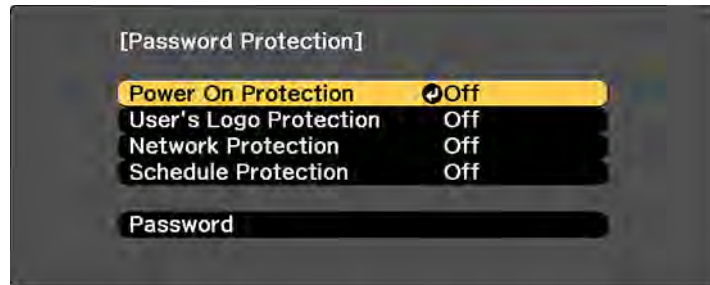 [Password Protection]
Power On Protection Off
User's Logo Protection Off
Network Protection Off
Schedule Protection Off
Password